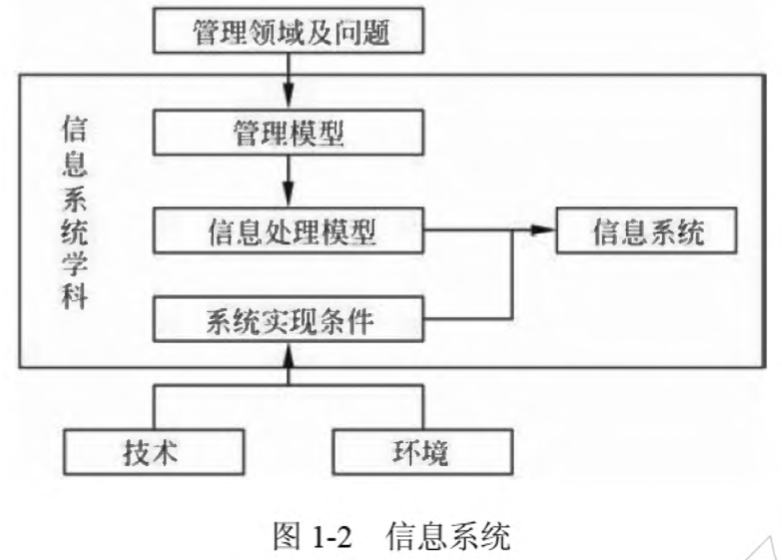 管理领域及问题
信息系统学科
管理模型
信息处理模型
信息系统
系统实现条件
技术
环境
图 1-2 信息系统